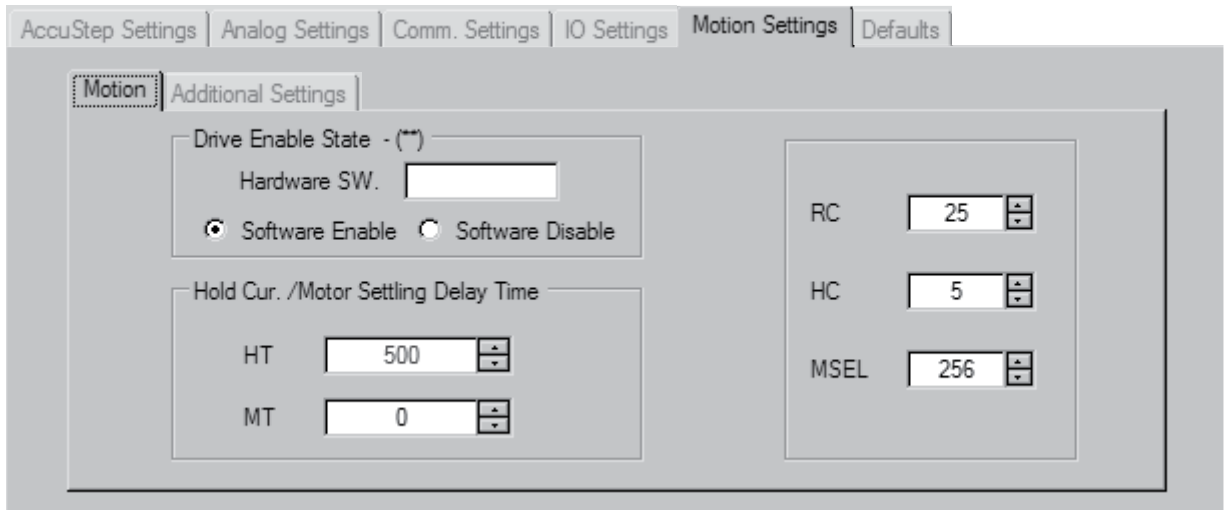 AccuStep Settings Analog Settings Comm. Settings IO Settings Motion Settings Defaults
Motion Additional Settings
Drive Enable State - (**)
Hardware SW.
Software Enable Software Disable
Hold Cur. /Motor Settling Delay Time
HT 500
MT 0
RC 25
HC 5
MSEL 256